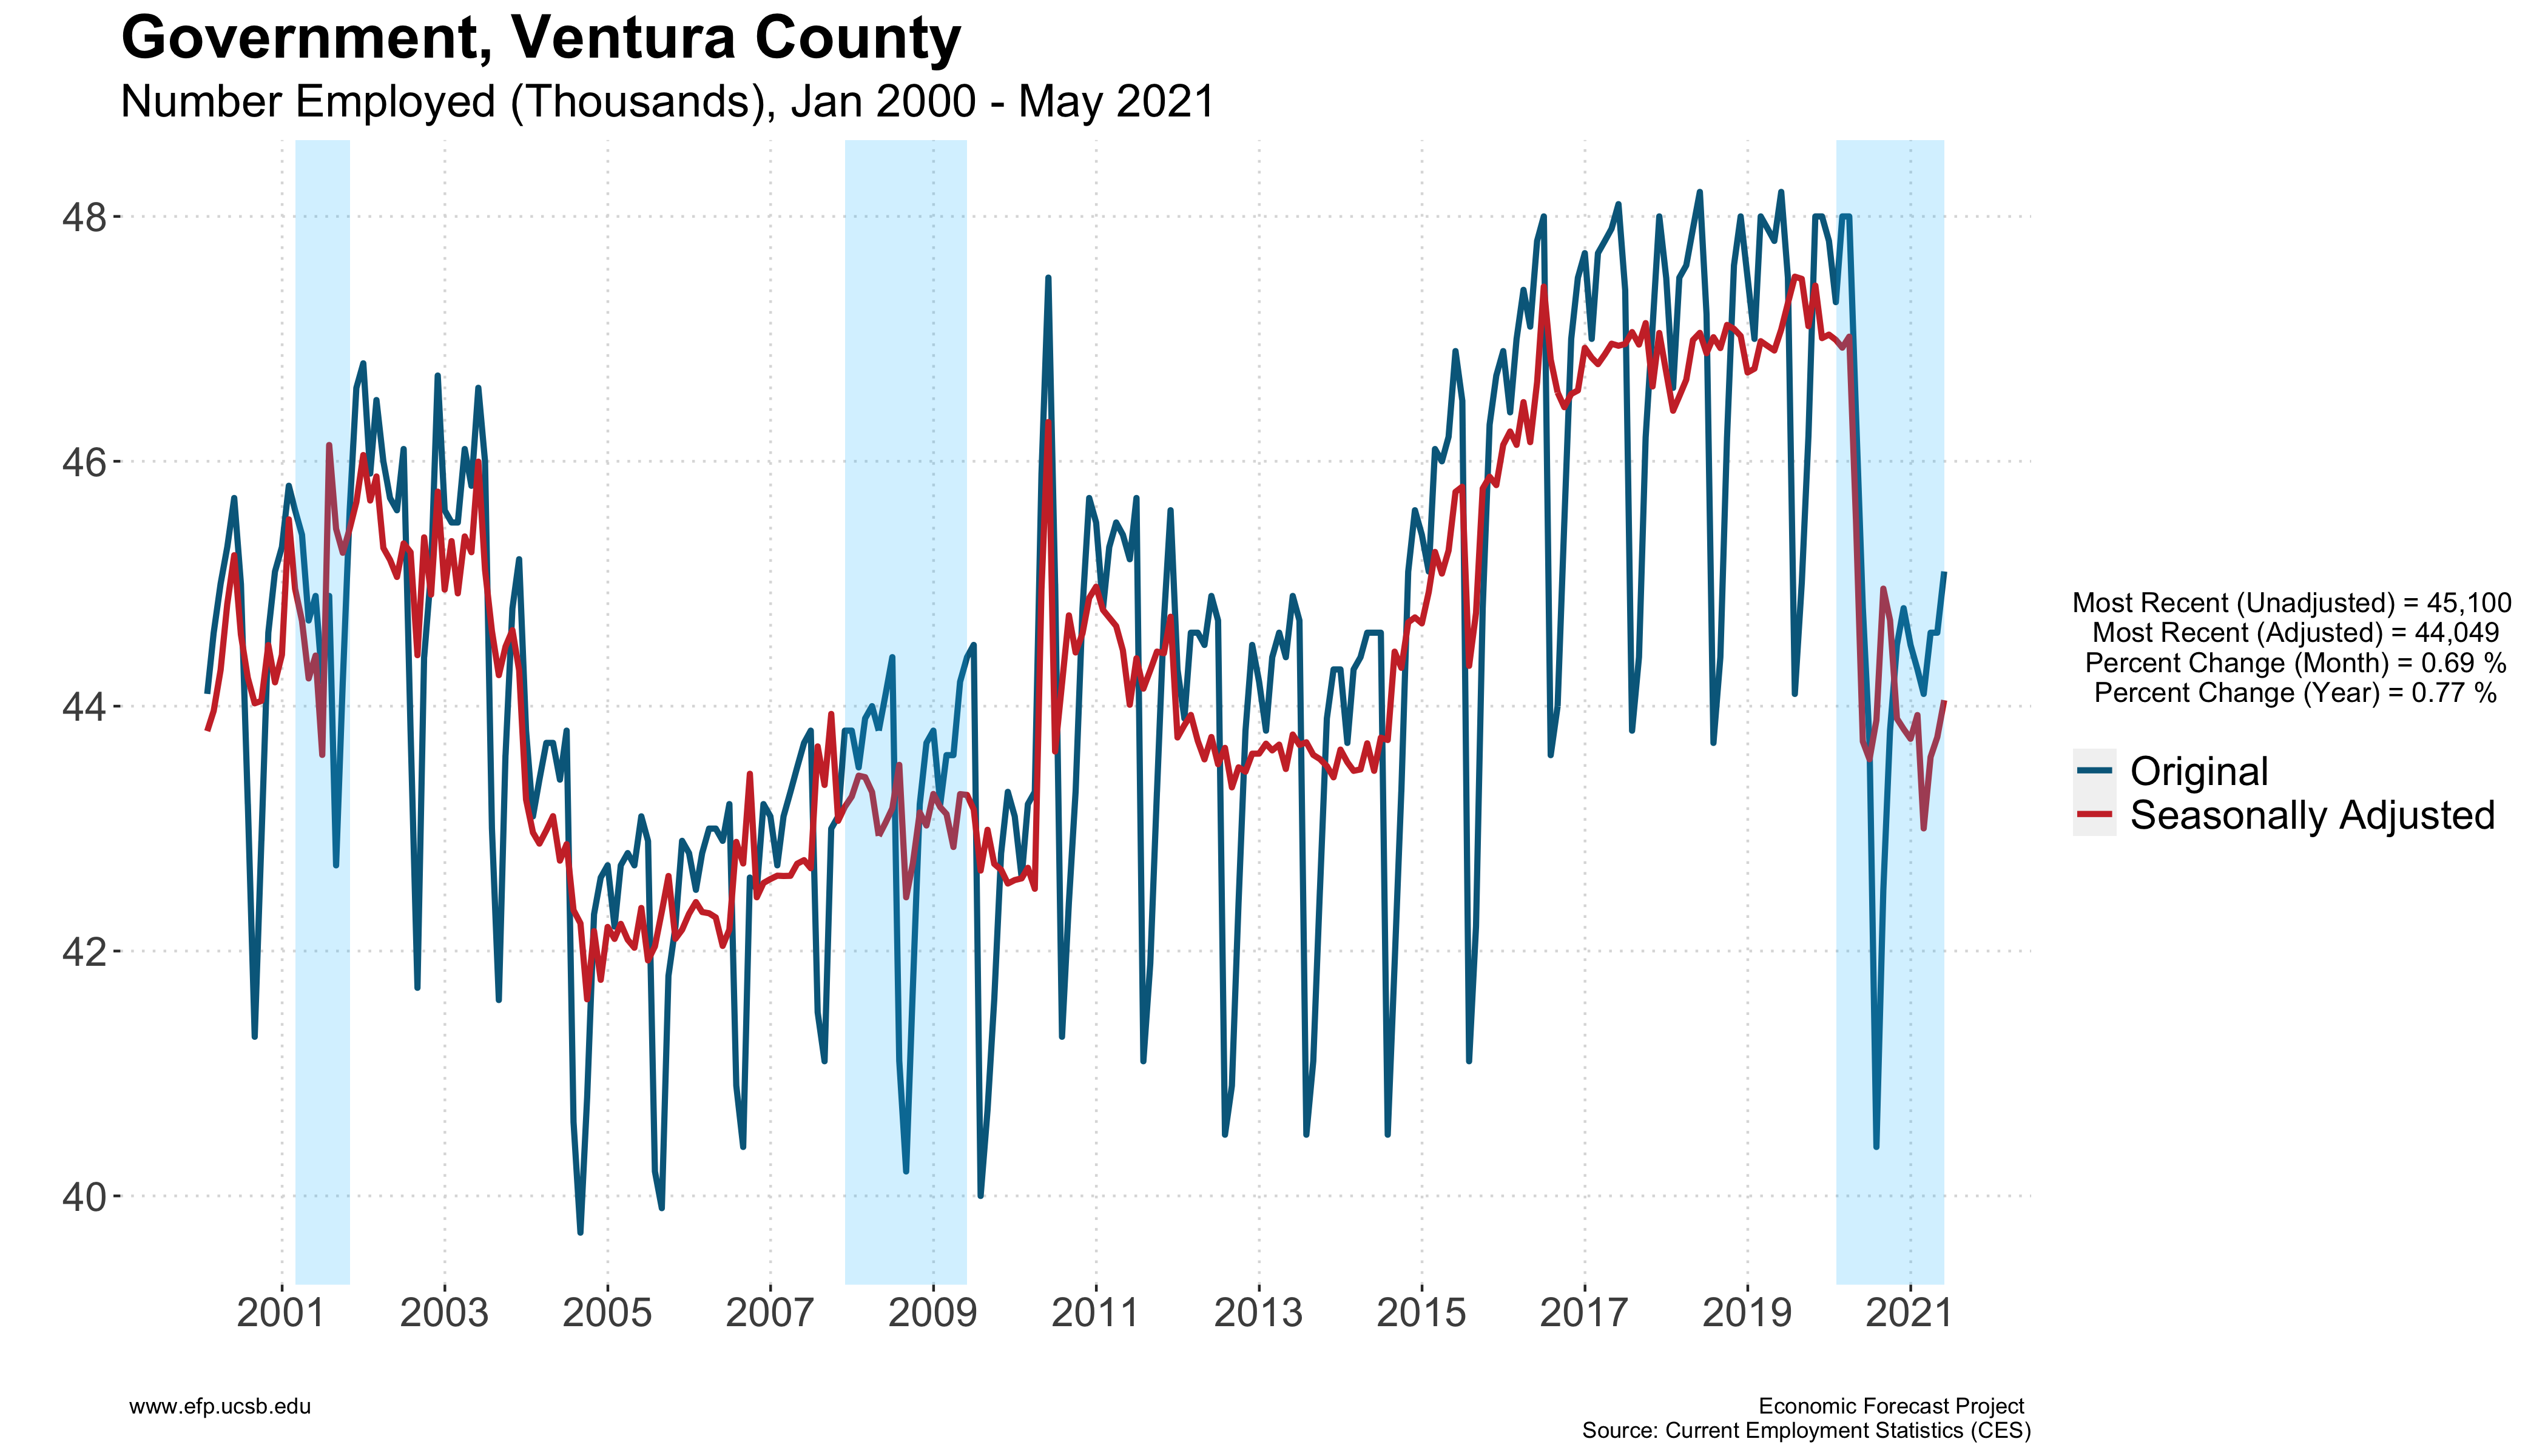 Government, Ventura County
Number Employed (Thousands), Jan 2000 - May 2021
48
46
44
42
40
2001 2003 2005 2007 2009 2011 2013 2015 2017 2019 2021
Most Recent (Unadjusted) = 45,100
Most Recent (Adjusted) = 44,049
Percent Change (Month) = 0.69 %
Percent Change (Year) = 0.77 %
Original
Seasonally Adjusted
www.efp.ucsb.edu
Economic Forecast Project
Source: Current Employment Statistics (CES)